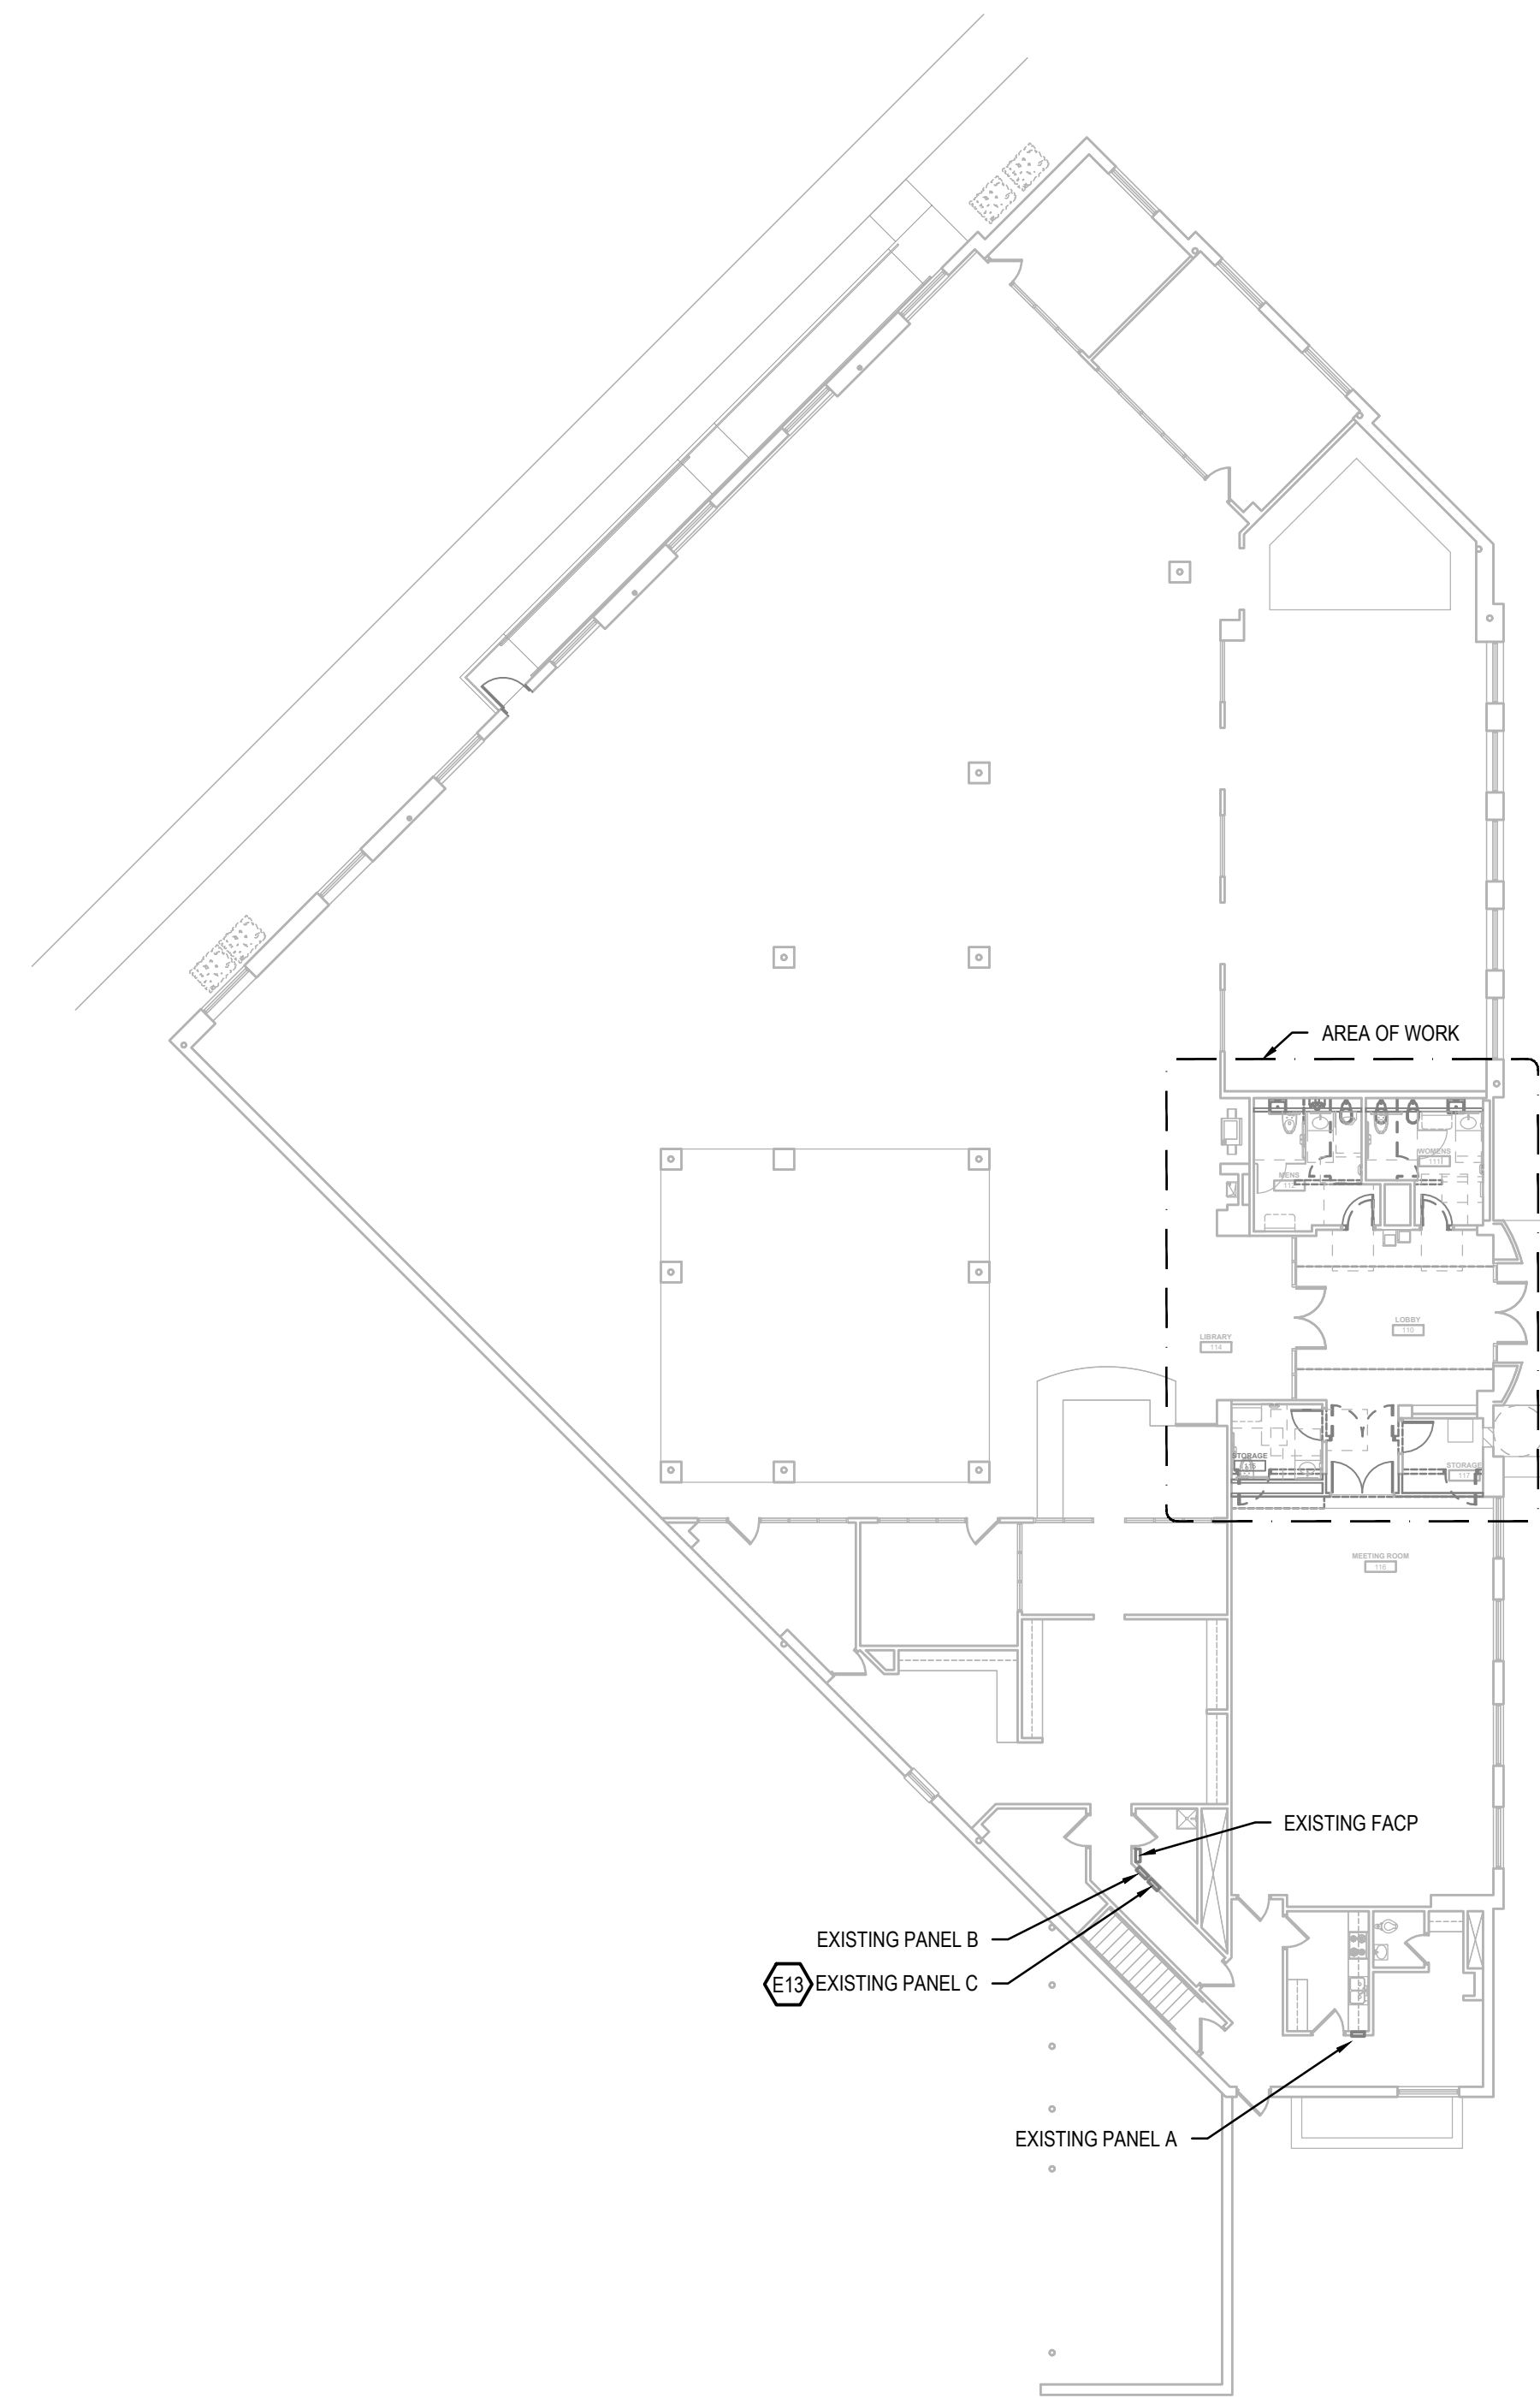 AREA OF WORK
WOMENS
111
MENS
LOBBY
110
LIBRARY
114
STORAGE
STORAGE
117
MEETING ROOM
116
EXISTING FACP
EXISTING PANEL B
E13 EXISTING PANEL C
EXISTING PANEL A